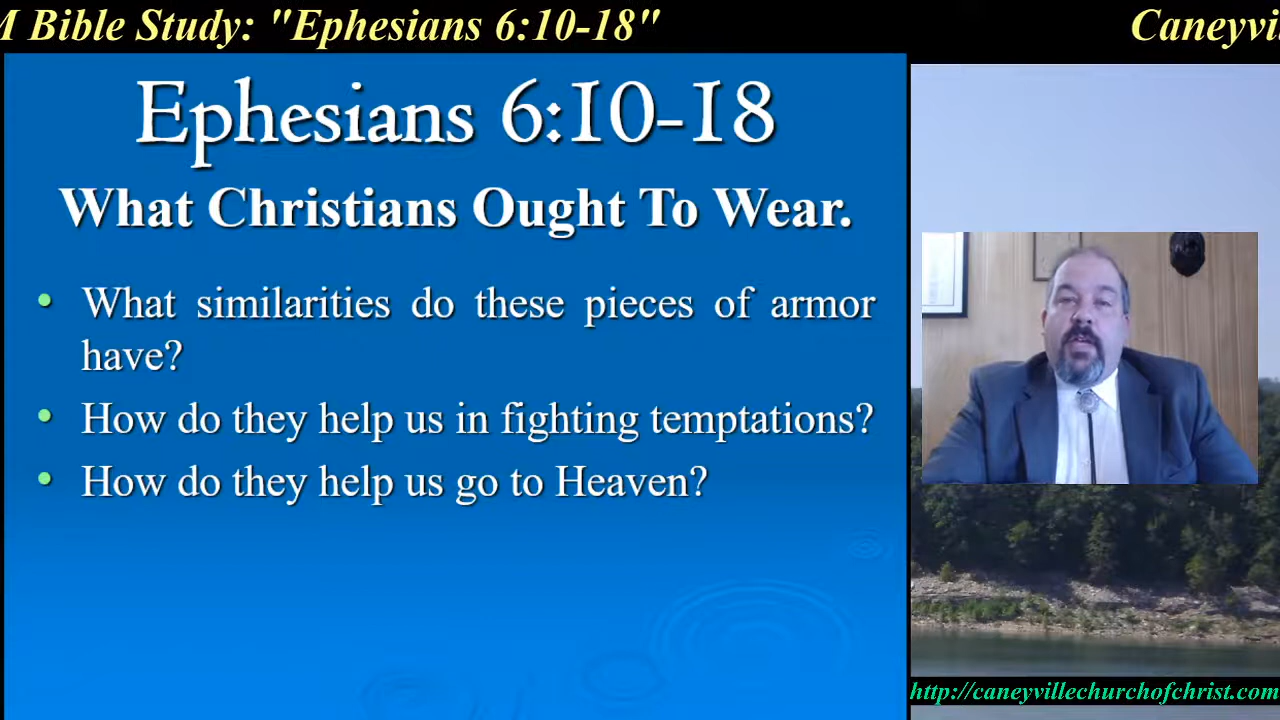 M Bible Study: "Ephesians 6:10-18"
Ephesians 6:10-18
What Christians Ought To Wear.
• What similarities do these pieces of armor
have?
• How do they help us in fighting temptations?
• How do they help us go to Heaven?
http://caneyvillechurchofchrist.com